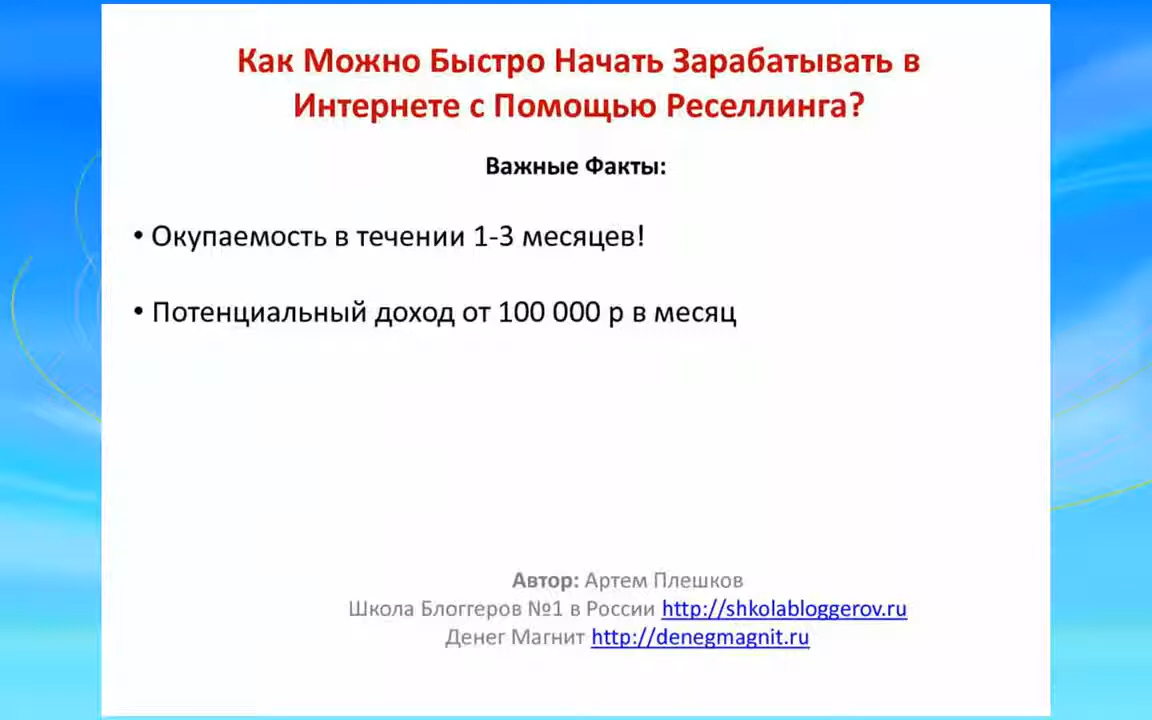 Как Можно Быстро Начать Зарабатывать в
Интернете с Помощью Реселлинга?
Важные Факты:
• Окупаемость в течении 1-3 месяцев!
• Потенциальный доход от 100 000 р в месяц
Автор: Артем Плешков
Школа Блоггеров №1 в России http://shkolabloggerov.ru
Денег Магнит http://denegmagnit.ru